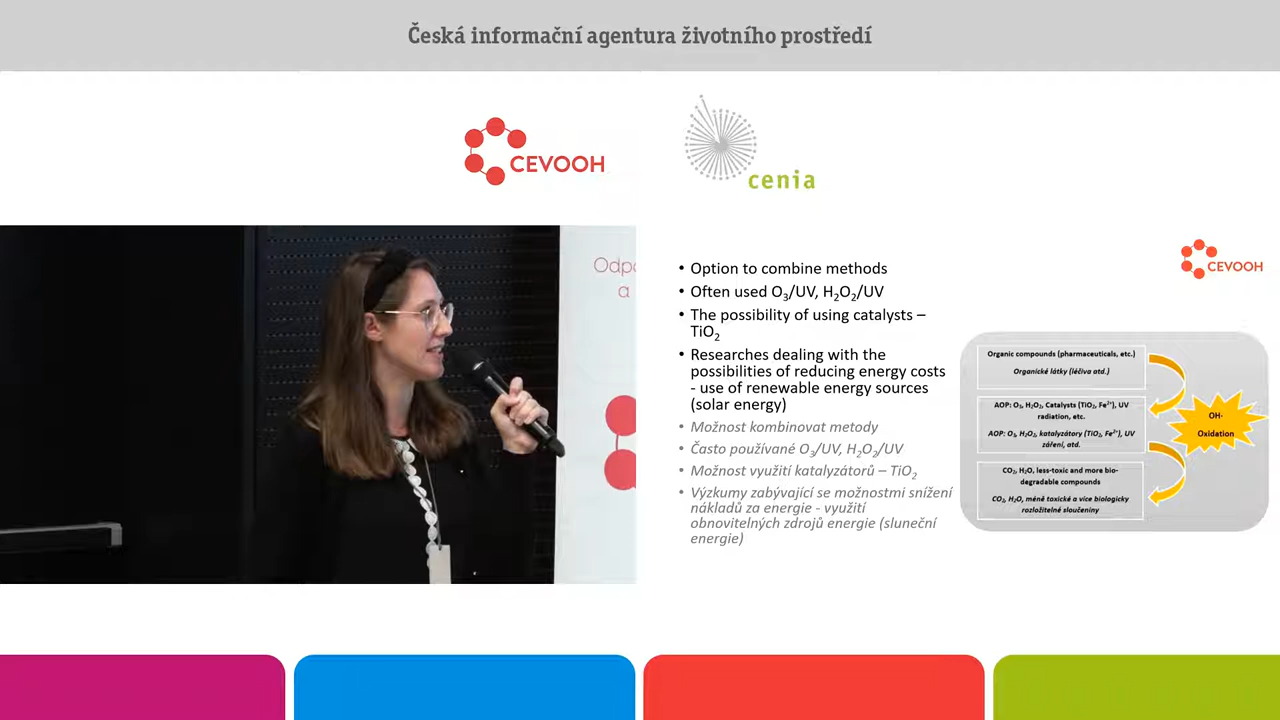 Česká informační agentura životního prostředí
CEVOOH
cenia
Odpo
a
• Option to combine methods
• Often used O₃/UV, H₂O₂/UV
• The possibility of using catalysts –
TiO₂
• Researches dealing with the
possibilities of reducing energy costs
- use of renewable energy sources
(solar energy)
• Možnost kombinovat metody
• Často používané O₃/UV, H₂O₂/UV
• Možnost využití katalyzátorů – TiO₂
• Výzkumy zabývající se možnostmi snížení
nákladů za energie - využití
obnovitelných zdrojů energie (sluneční
energie)
CEVOOH
Organic compounds (pharmaceuticals, etc.)
Organické látky (léčiva atd.)
AOP: O₃, H₂O₂, Catalysts (TiO₂, Fe²⁺), UV
radiation, etc.
AOP: O₃, H₂O₂, katalyzátory (TiO₂, Fe²⁺), UV
záření, atd.
OH·
Oxidation
CO₂, H₂O, less-toxic and more bio-
degradable compounds
CO₂, H₂O, méně toxické a více biologicky
rozložitelné sloučeniny